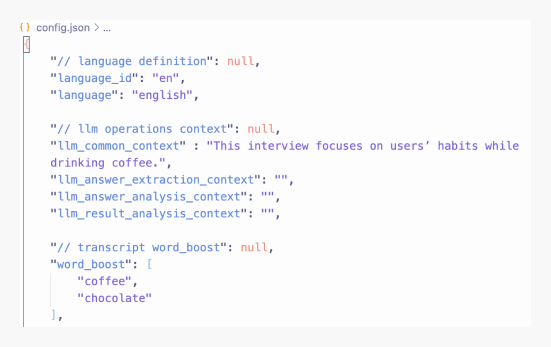 {} config.json > ...
{
"// language definition": null,
"language_id": "en",
"language": "english",
"// llm operations context": null,
"llm_common_context" : "This interview focuses on users’ habits while
drinking coffee.",
"llm_answer_extraction_context": "",
"llm_answer_analysis_context": "",
"llm_result_analysis_context": "",
"// transcript word_boost": null,
"word_boost": [
"coffee",
"chocolate"
],